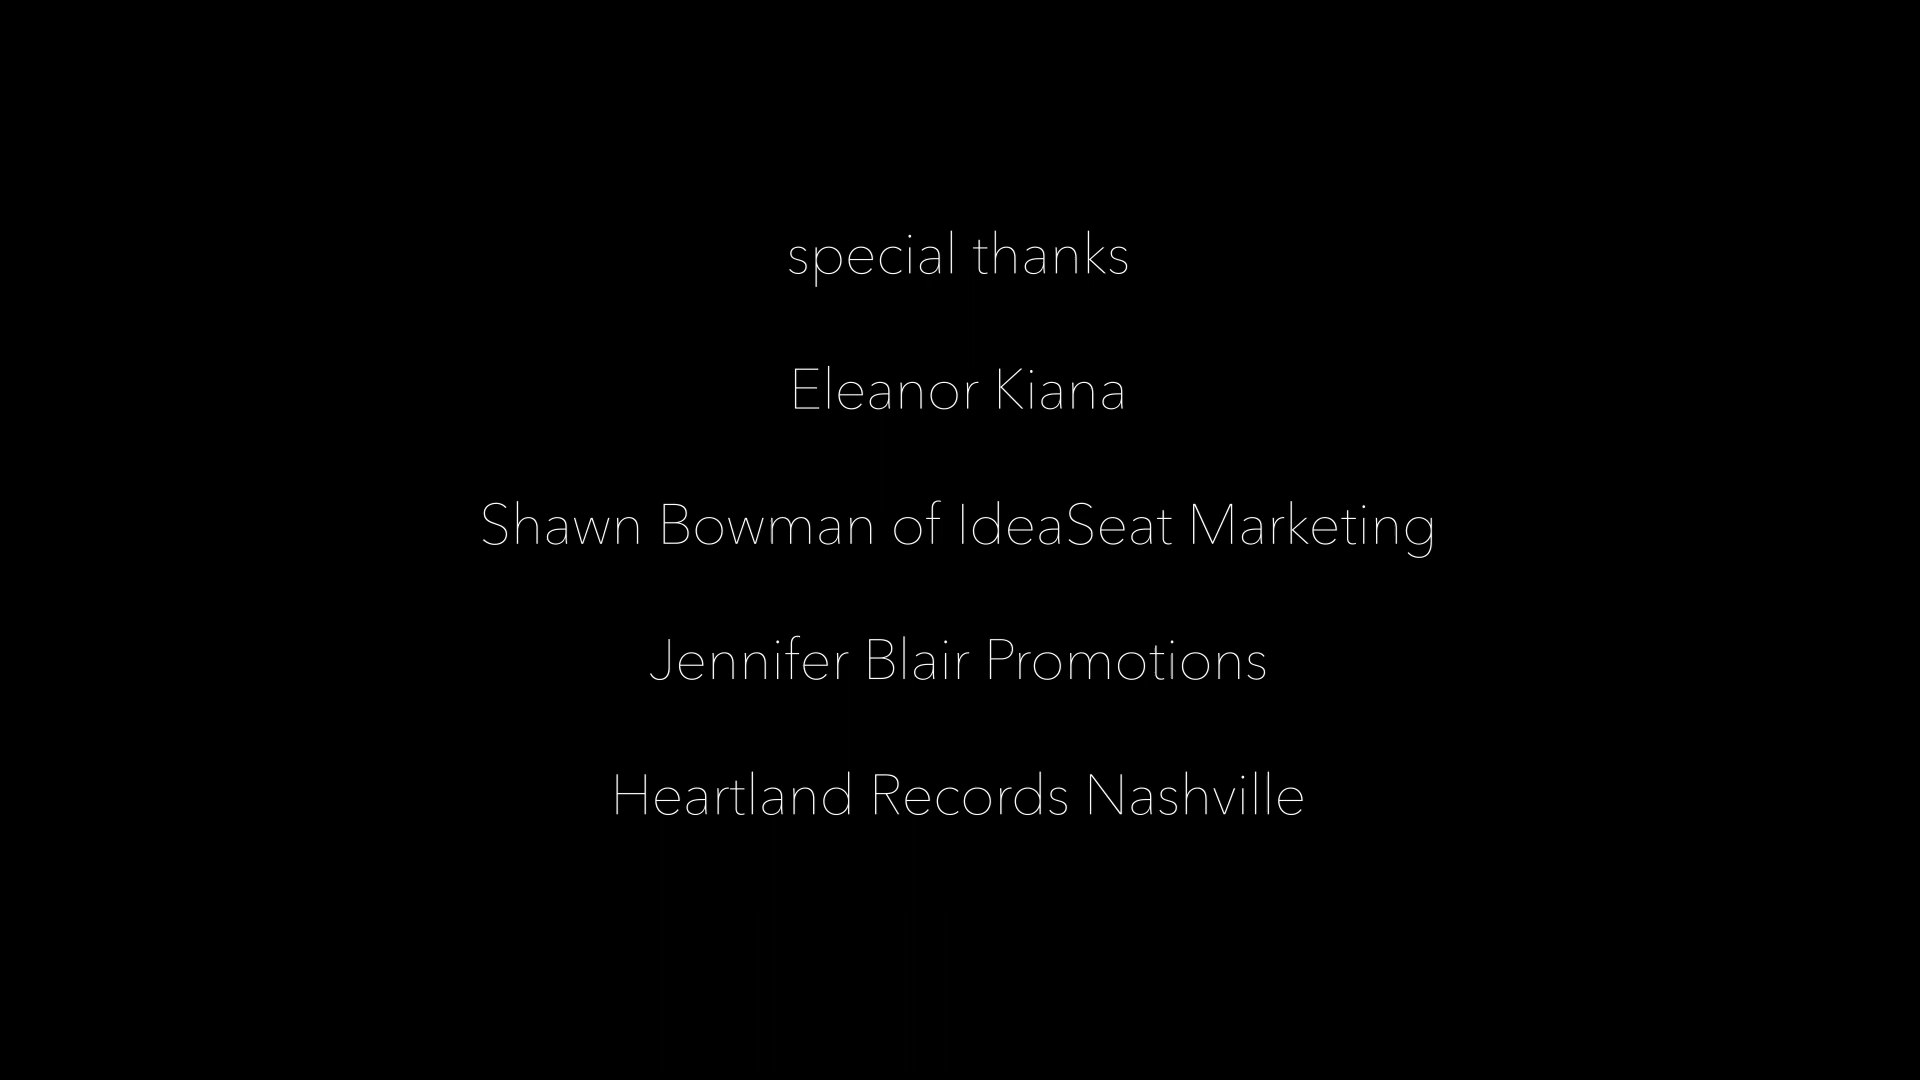 special thanks
Eleanor Kiana
Shawn Bowman of IdeaSeat Marketing
Jennifer Blair Promotions
Heartland Records Nashville